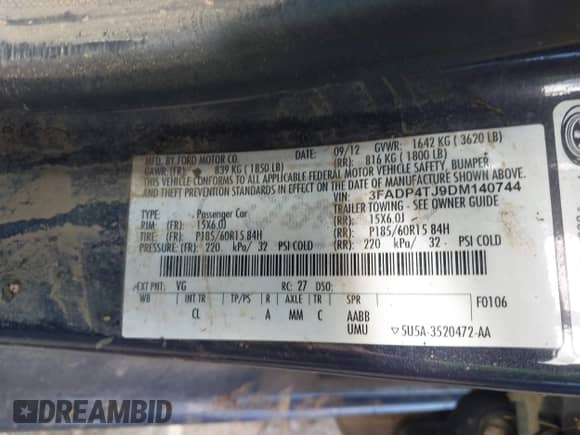 MFD. BY FORD MOTOR CO. DATE: 09/12 GVWR: 1642 KG ( 3620 LB)
GAWR: (FR): 839 KG ( 1850 LB) (RR): 816 KG ( 1800 LB)
THIS VEHICLE CONFORMS TO ALL APPLICABLE FEDERAL MOTOR VEHICLE SAFETY, BUMPER
AND THEFT PREVENTION STANDARDS IN EFFECT ON THE DATE OF MANUFACTURE SHOWN ABOVE.
VIN: 3FADP4TJ9DM140744
TYPE: Passenger Car TRAILER TOWING - SEE OWNER GUIDE
RIM: (FR): 15X6.0J (RR): 15X6.0J
TIRE: (FR): P185/60R15 84H (RR): P185/60R15 84H
PRESSURE: (FR): 220 kPa/ 32 PSI COLD (RR): 220 kPa/ 32 PSI COLD
EXT PNT: VG RC: 27 DSO:
WB INT TR TP/PS R AXLE TR SPR F0106
CL A MM C AABB
UMU ▽5U5A-3520472-AA
DREAMBID